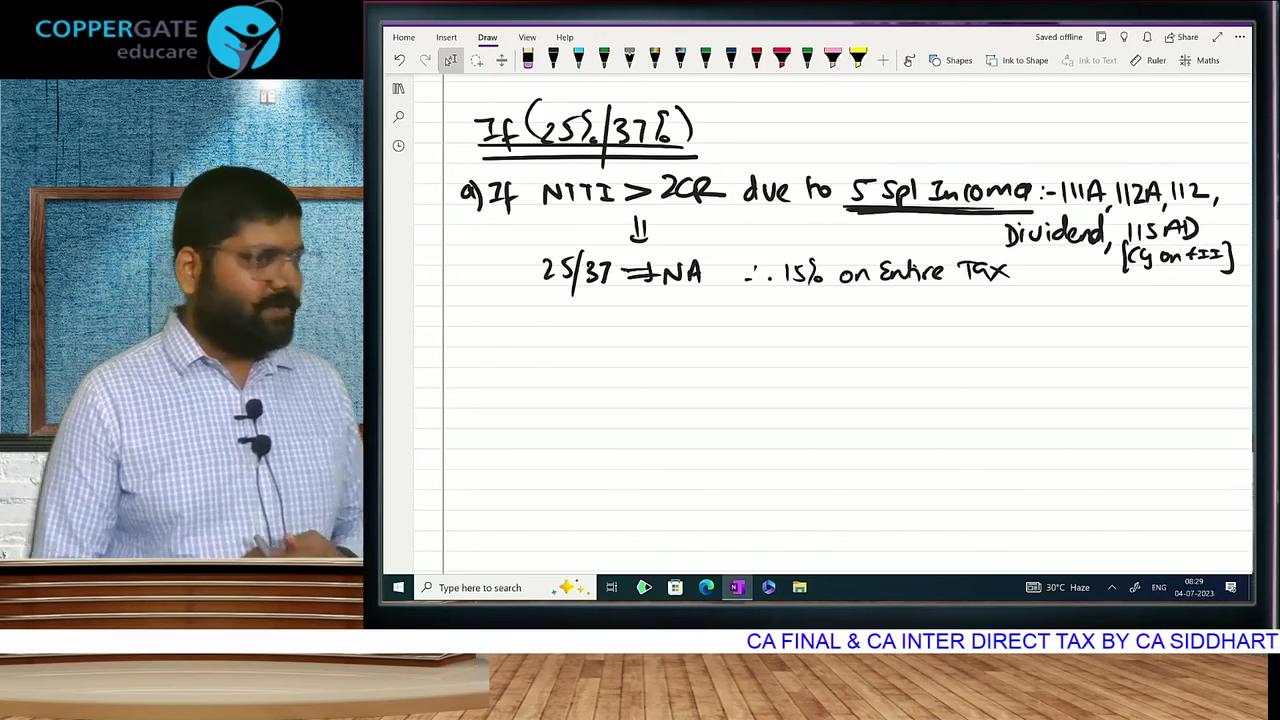 COPPERGATE
educare
Home Insert Draw View Help
Saved offline Share
Shapes Ink to Shape Ink to Text Ruler Maths
If (25%/37%)
a) If NTTI > 2CR due to 5 Spl Income :- 111A, 112A, 112,
Dividend, 115AD
[CG on FII]
25/37 ⇒ NA ∴ 15% on Entire Tax
Type here to search
30°C Haze ENG 08:29
04-07-2023
CA FINAL & CA INTER DIRECT TAX BY CA SIDDHART